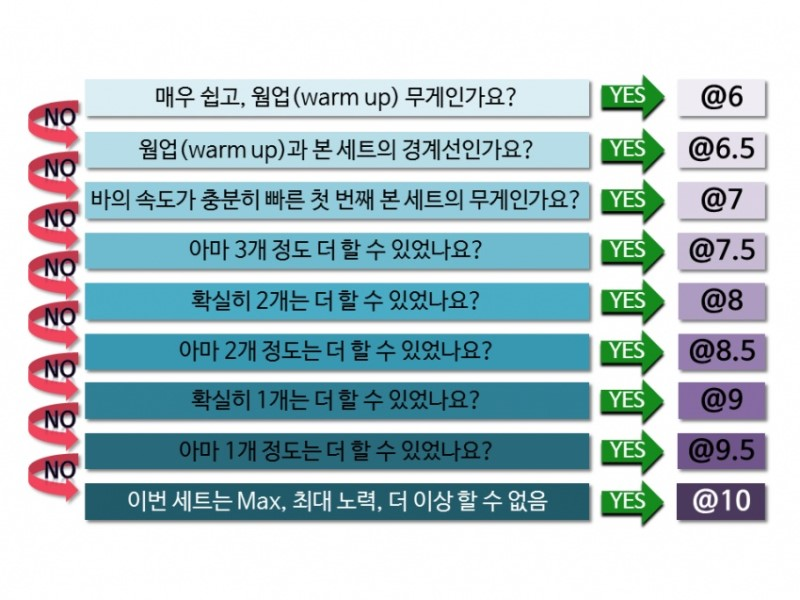 매우 쉽고, 웜업(warm up) 무게인가요? YES @6
NO
웜업(warm up)과 본 세트의 경계선인가요? YES @6.5
NO
바의 속도가 충분히 빠른 첫 번째 본 세트의 무게인가요? YES @7
NO
아마 3개 정도 더 할 수 있었나요? YES @7.5
NO
확실히 2개는 더 할 수 있었나요? YES @8
NO
아마 2개 정도는 더 할 수 있었나요? YES @8.5
NO
확실히 1개는 더 할 수 있었나요? YES @9
NO
아마 1개 정도는 더 할 수 있었나요? YES @9.5
NO
이번 세트는 Max, 최대 노력, 더 이상 할 수 없음 YES @10